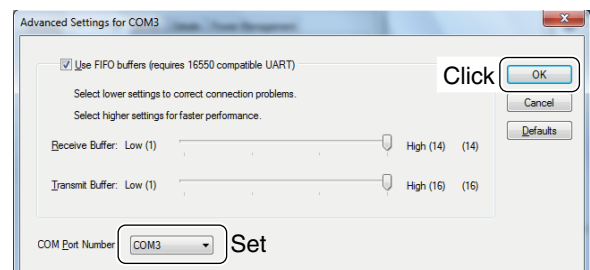 Advanced Settings for COM3
Use FIFO buffers (requires 16550 compatible UART)
Click
OK
Select lower settings to correct connection problems.
Cancel
Select higher settings for faster performance.
Defaults
Receive Buffer: Low (1) High (14) (14)
Transmit Buffer: Low (1) High (16) (16)
COM Port Number COM3 Set